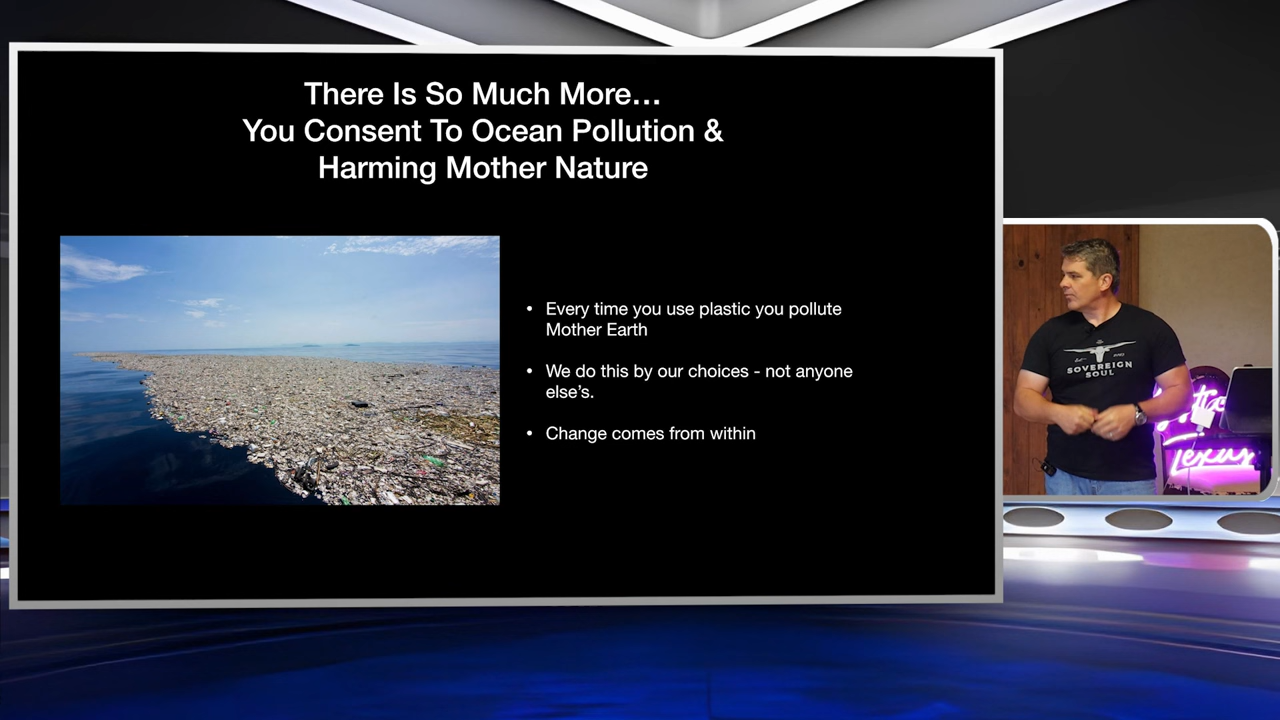 There Is So Much More…
You Consent To Ocean Pollution &
Harming Mother Nature
• Every time you use plastic you pollute
Mother Earth
• We do this by our choices - not anyone
else's.
• Change comes from within
SOVEREIGN
SOUL
Texas